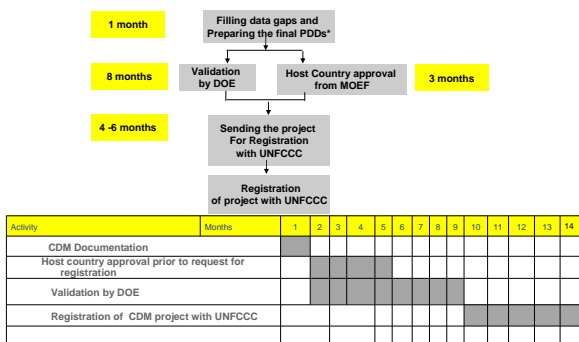 1 month
Filling data gaps and
Preparing the final PDDs*
8 months
Validation
by DOE
Host Country approval
from MOEF
3 months
4 -6 months
Sending the project
For Registration
with UNFCCC
Registration
of project with UNFCCC
Activity Months 1 2 3 4 5 6 7 8 9 10 11 12 13 14
CDM Documentation
Host country approval prior to request for
registration
Validation by DOE
Registration of CDM project with UNFCCC